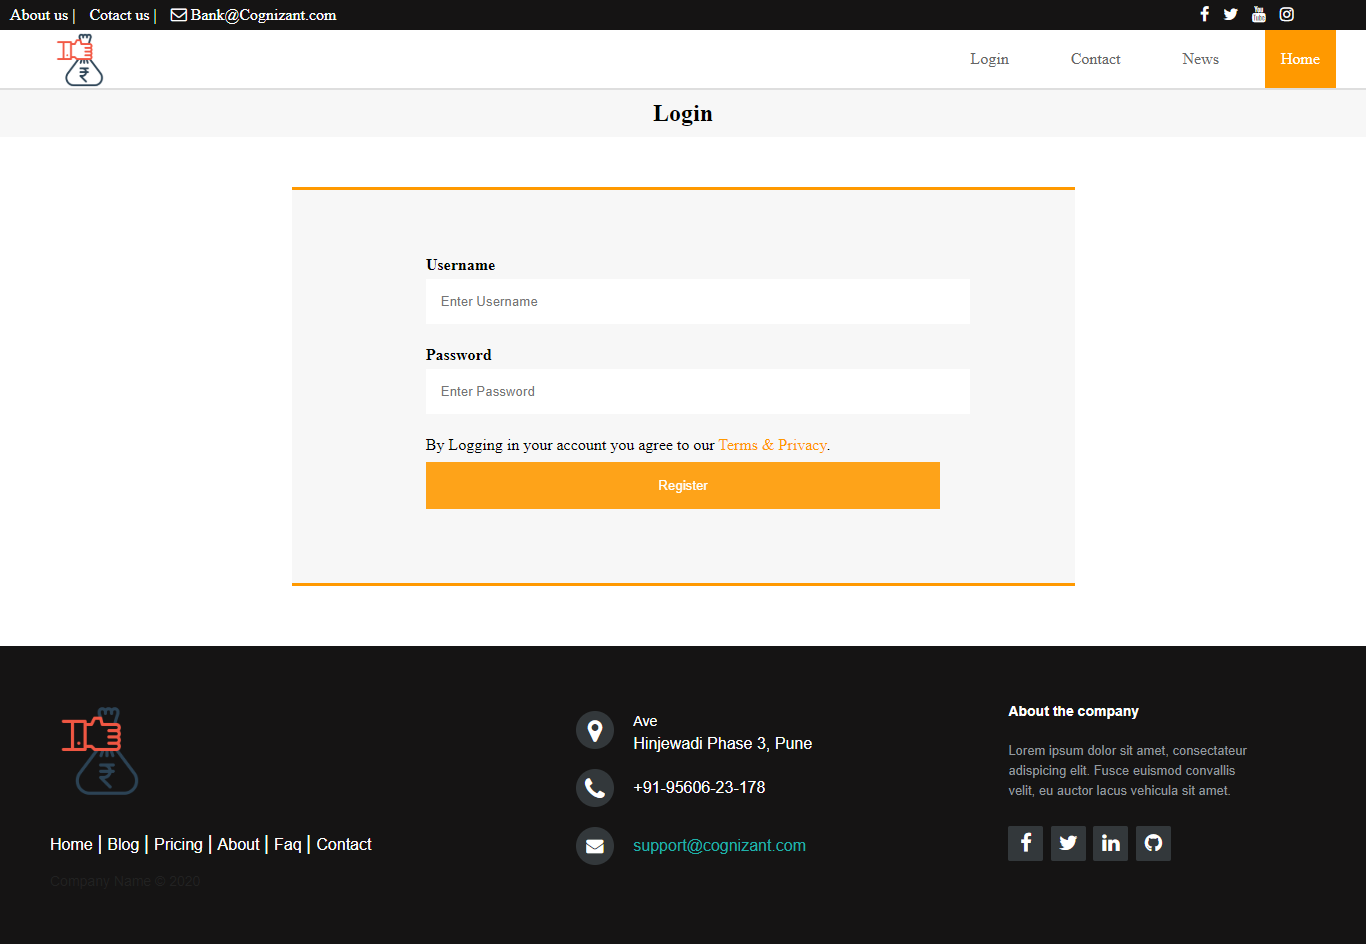 About us | Cotact us | Bank@Cognizant.com
Login Contact News Home
Login
Username
Enter Username
Password
Enter Password
By Logging in your account you agree to our Terms & Privacy.
Register
Ave
Hinjewadi Phase 3, Pune
+91-95606-23-178
support@cognizant.com
Home | Blog | Pricing | About | Faq | Contact
Company Name © 2020
About the company
Lorem ipsum dolor sit amet, consectateur
adispicing elit. Fusce euismod convallis
velit, eu auctor lacus vehicula sit amet.